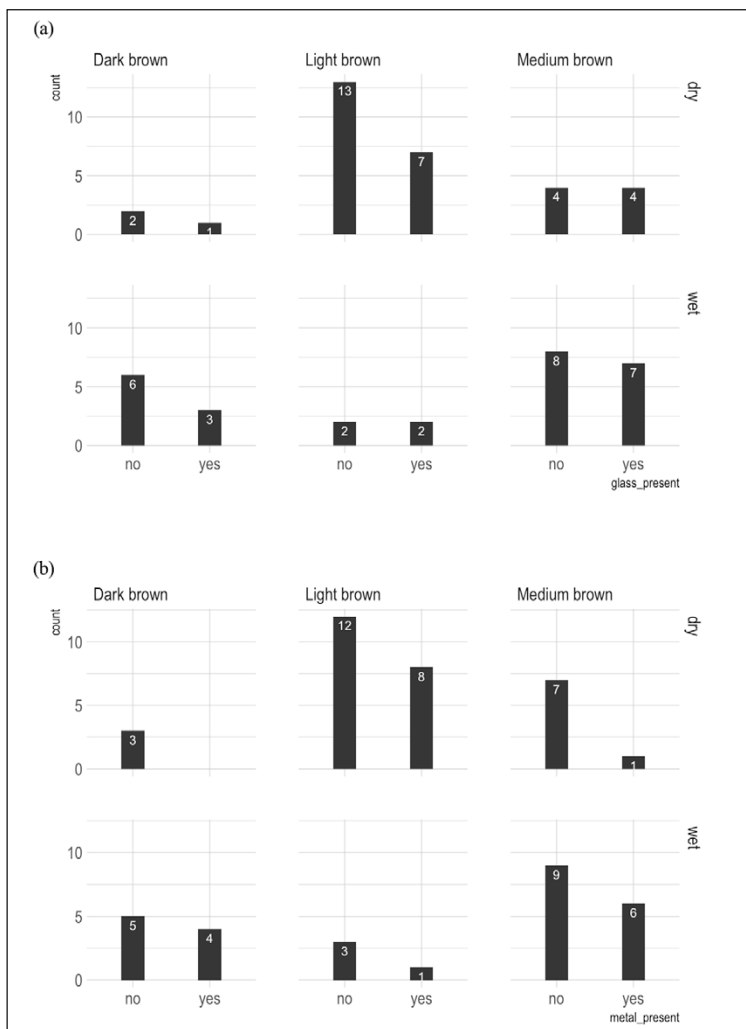 (a)
Dark brown Light brown Medium brown
count
dry
10
5
0
2 1 13 7 4 4
wet
10
5
0
6 3 2 2 8 7
no yes no yes no yes
glass_present
(b)
Dark brown Light brown Medium brown
count
dry
10
5
0
3 12 8 7 1
wet
10
5
0
5 4 3 1 9 6
no yes no yes no yes
metal_present